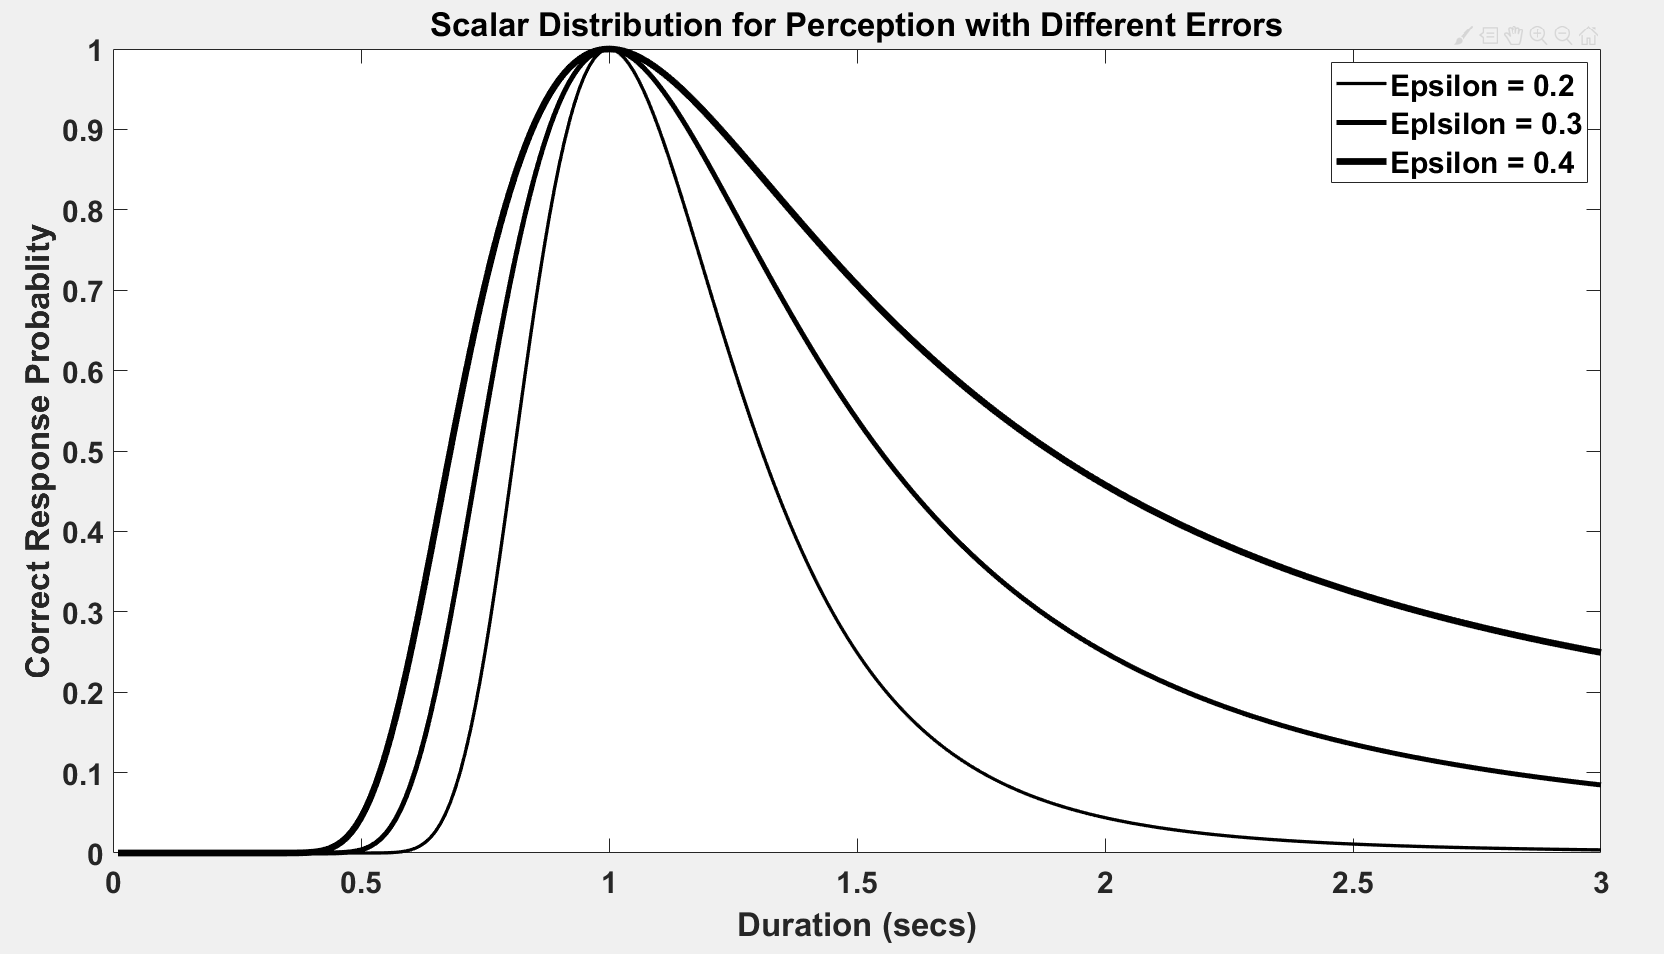 Scalar Distribution for Perception with Different Errors
1
0.9
0.8
0.7
0.6
0.5
0.4
0.3
0.2
0.1
0
Correct Response Probablity
Epsilon = 0.2
Eplsilon = 0.3
Epsilon = 0.4
0 0.5 1 1.5 2 2.5 3
Duration (secs)